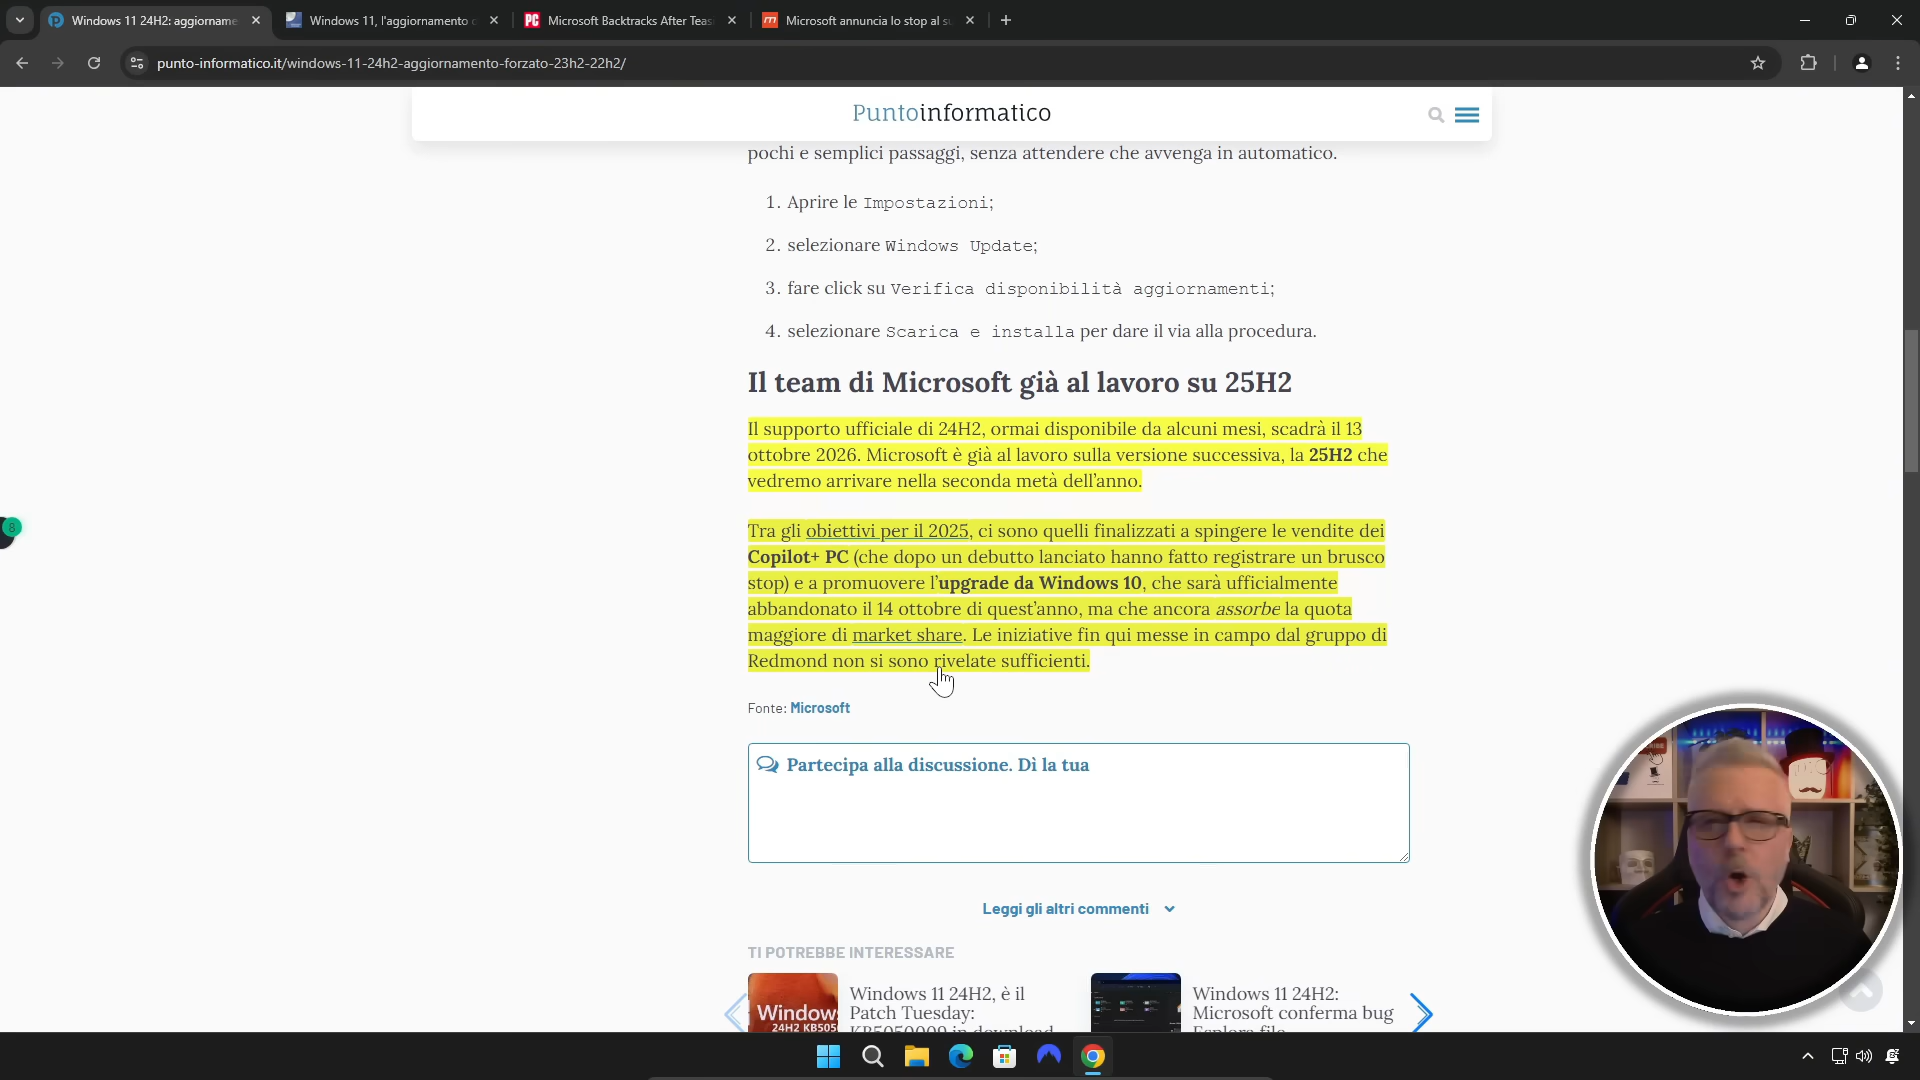 Windows 11 24H2: aggiorname
Windows 11, l'aggiornamento
Microsoft Backtracks After Teas
Microsoft annuncia lo stop al su
punto-informatico.it/windows-11-24h2-aggiornamento-forzato-23h2-22h2/
Puntoinformatico
pochi e semplici passaggi, senza attendere che avvenga in automatico.
1. Aprire le Impostazioni;
2. selezionare Windows Update;
3. fare click su Verifica disponibilità aggiornamenti;
4. selezionare Scarica e installa per dare il via alla procedura.
Il team di Microsoft già al lavoro su 25H2
Il supporto ufficiale di 24H2, ormai disponibile da alcuni mesi, scadrà il 13
ottobre 2026. Microsoft è già al lavoro sulla versione successiva, la 25H2 che
vedremo arrivare nella seconda metà dell'anno.
Tra gli obiettivi per il 2025, ci sono quelli finalizzati a spingere le vendite dei
Copilot+ PC (che dopo un debutto lanciato hanno fatto registrare un brusco
stop) e a promuovere l'upgrade da Windows 10, che sarà ufficialmente
abbandonato il 14 ottobre di quest'anno, ma che ancora assorbe la quota
maggiore di market share. Le iniziative fin qui messe in campo dal gruppo di
Redmond non si sono rivelate sufficienti.
Fonte: Microsoft
Partecipa alla discussione. Dì la tua
Leggi gli altri commenti
TI POTREBBE INTERESSARE
Windows
24H2 KB505
Windows 11 24H2, è il
Patch Tuesday:
KB5050009 in download
Windows 11 24H2:
Microsoft conferma bug
Esplora file
8